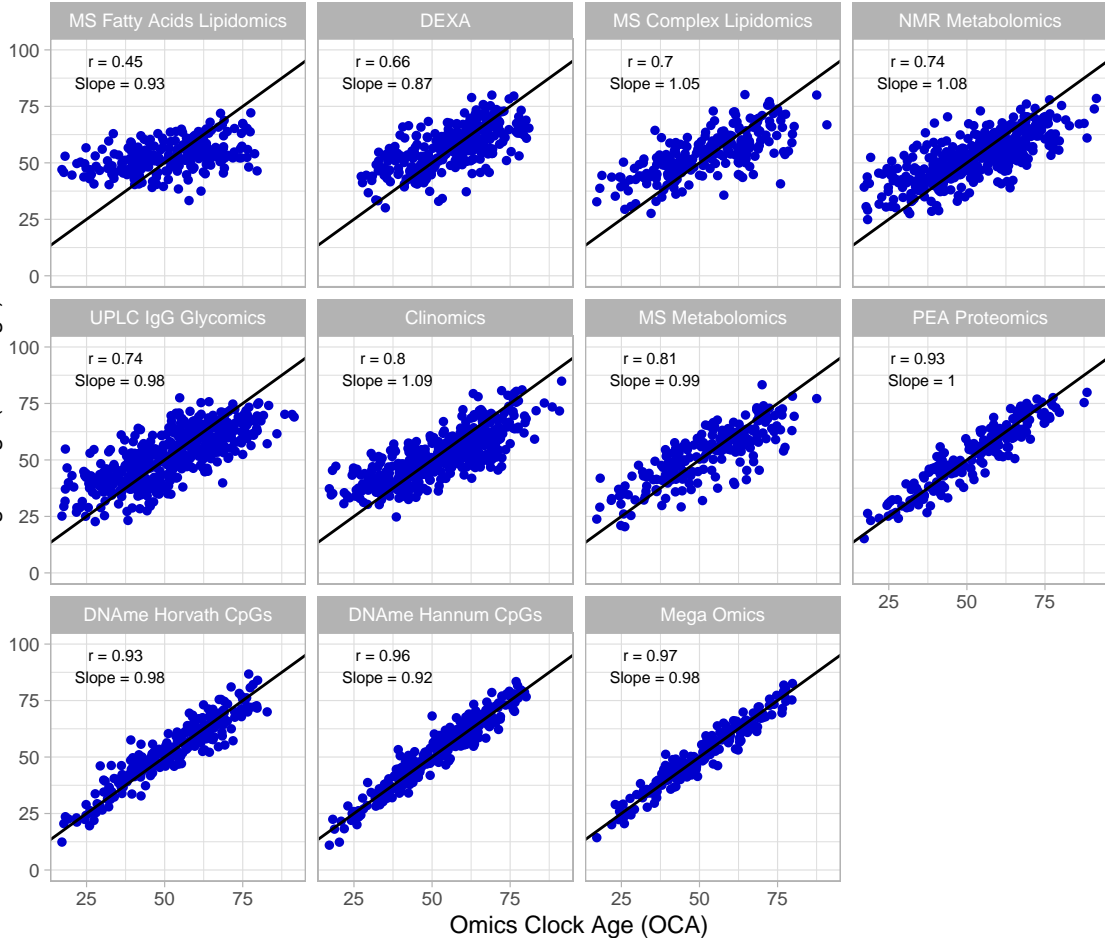 MS Fatty Acids Lipidomics
DEXA
MS Complex Lipidomics
NMR Metabolomics
r = 0.45
Slope = 0.93
r = 0.66
Slope = 0.87
r = 0.7
Slope = 1.05
r = 0.74
Slope = 1.08
100
75
50
25
0
UPLC IgG Glycomics
Clinomics
MS Metabolomics
PEA Proteomics
r = 0.74
Slope = 0.98
r = 0.8
Slope = 1.09
r = 0.81
Slope = 0.99
r = 0.93
Slope = 1
100
75
50
25
0
25 50 75
DNAme Horvath CpGs
DNAme Hannum CpGs
Mega Omics
r = 0.93
Slope = 0.98
r = 0.96
Slope = 0.92
r = 0.97
Slope = 0.98
100
75
50
25
0
25 50 75
25 50 75
25 50 75
Omics Clock Age (OCA)